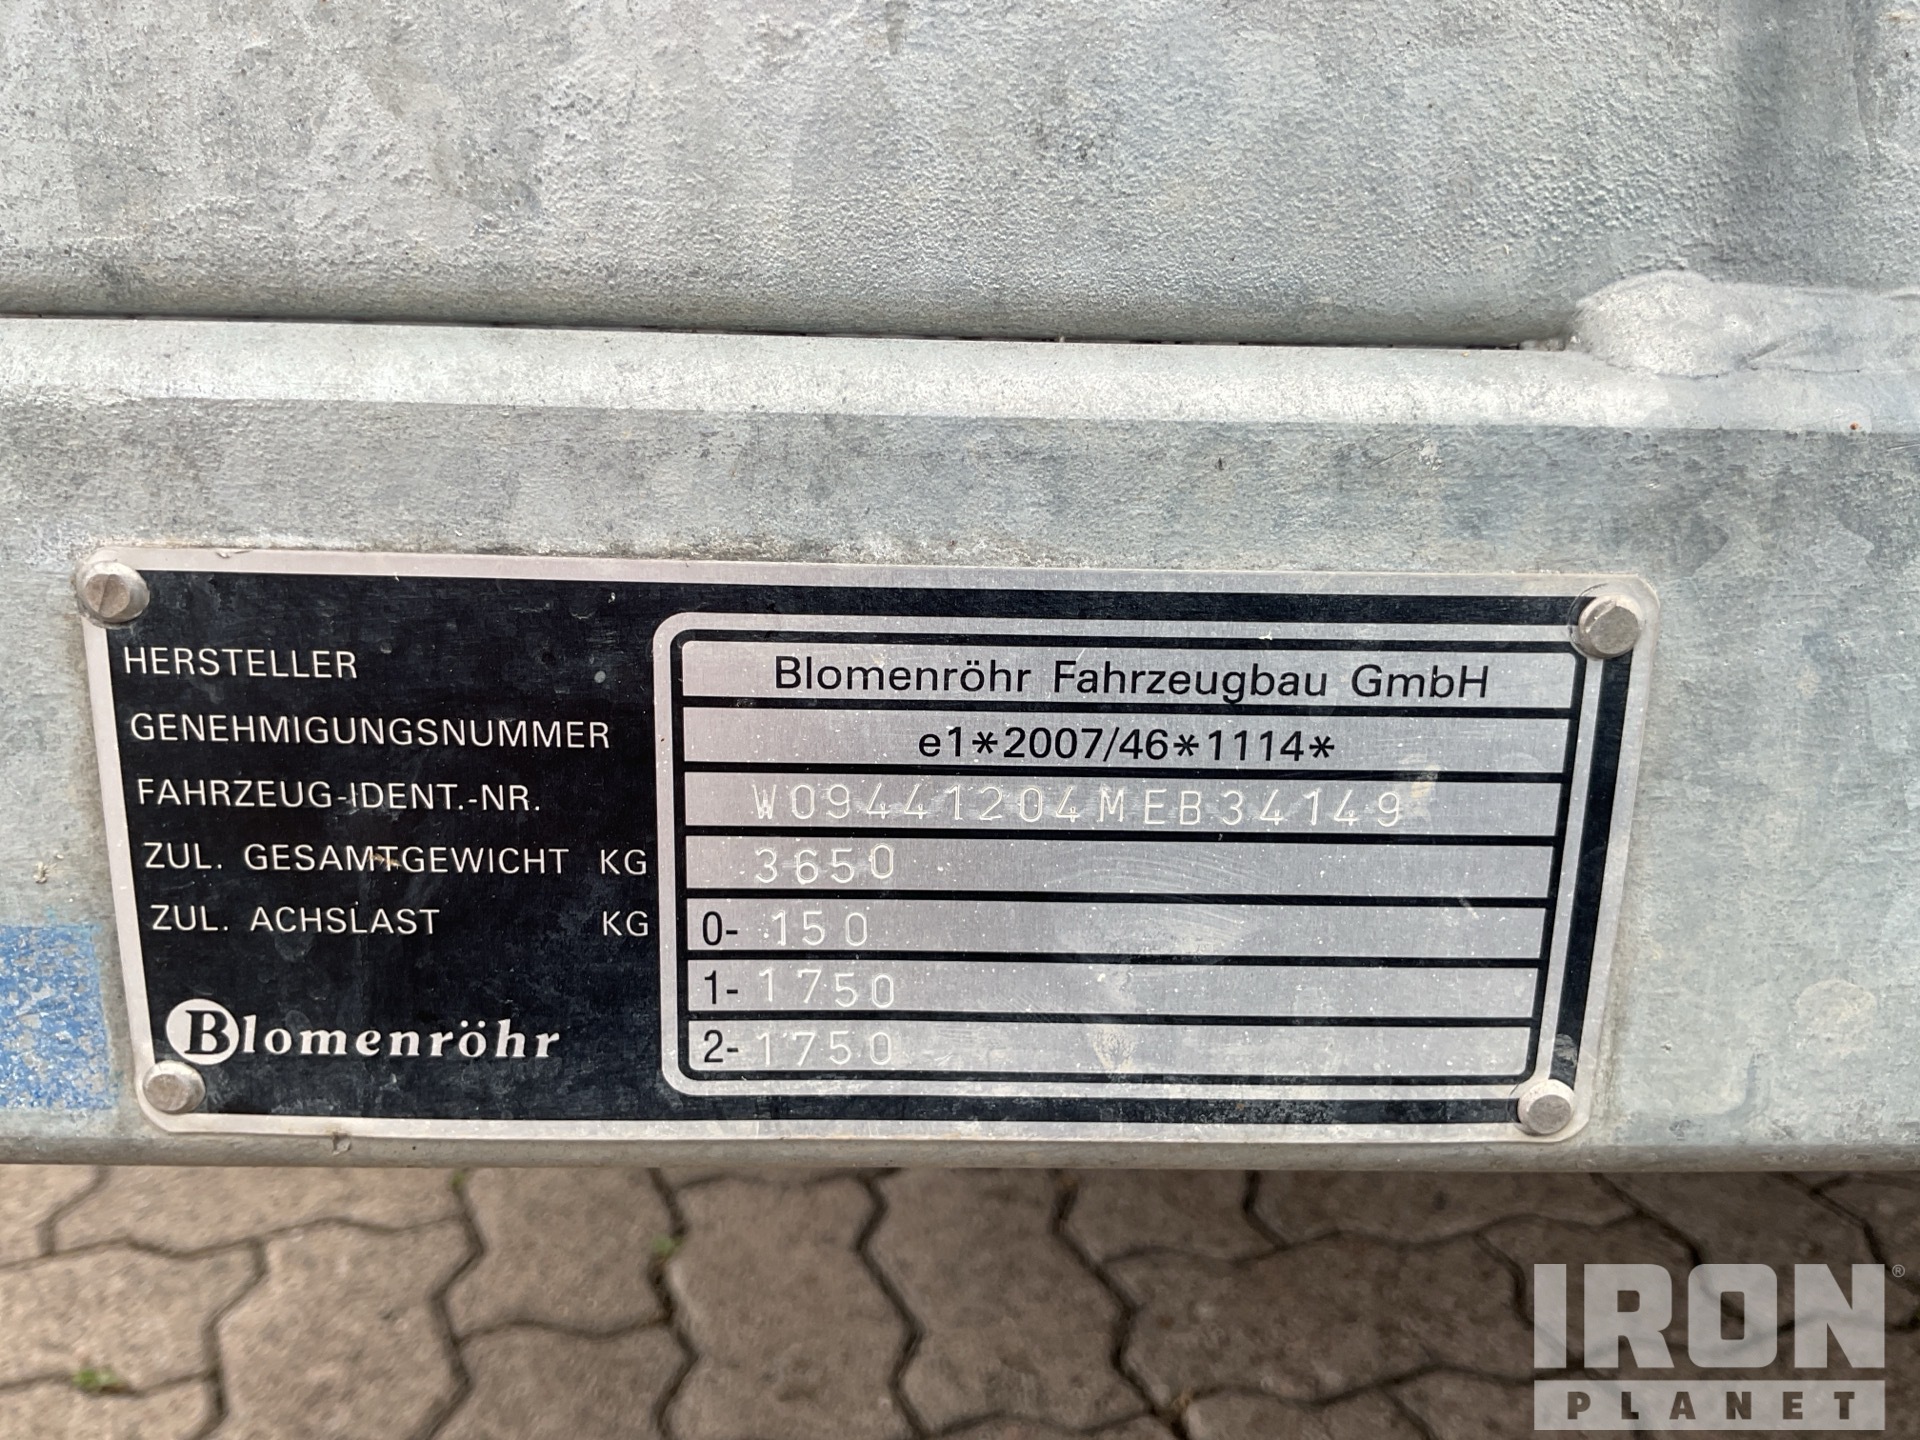 HERSTELLER Blomenröhr Fahrzeugbau GmbH
GENEHMIGUNGSNUMMER e1*2007/46*1114*
FAHRZEUG-IDENT.-NR. W09441204MEB34149
ZUL. GESAMTGEWICHT KG 3650
ZUL. ACHSLAST KG 0- 150
1- 1750
2- 1750
Blomenröhr
IRON ®
PLANET